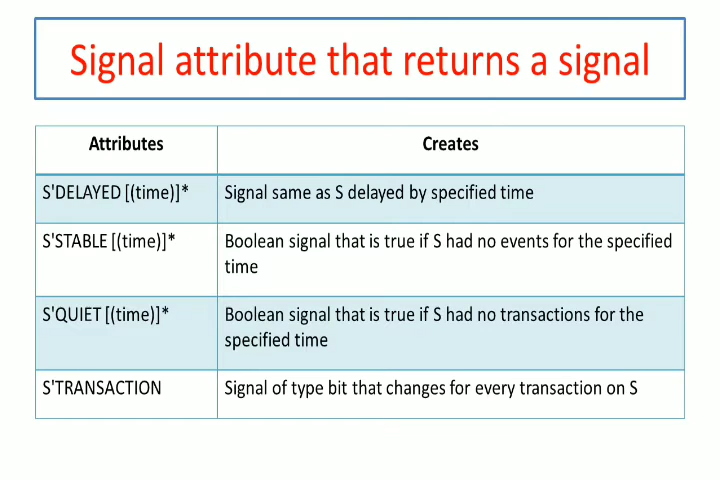 Signal attribute that returns a signal
Attributes
Creates
S'DELAYED [(time)]*
Signal same as S delayed by specified time
S'STABLE [(time)]*
Boolean signal that is true if S had no events for the specified
time
S'QUIET [(time)]*
Boolean signal that is true if S had no transactions for the
specified time
S'TRANSACTION
Signal of type bit that changes for every transaction on S